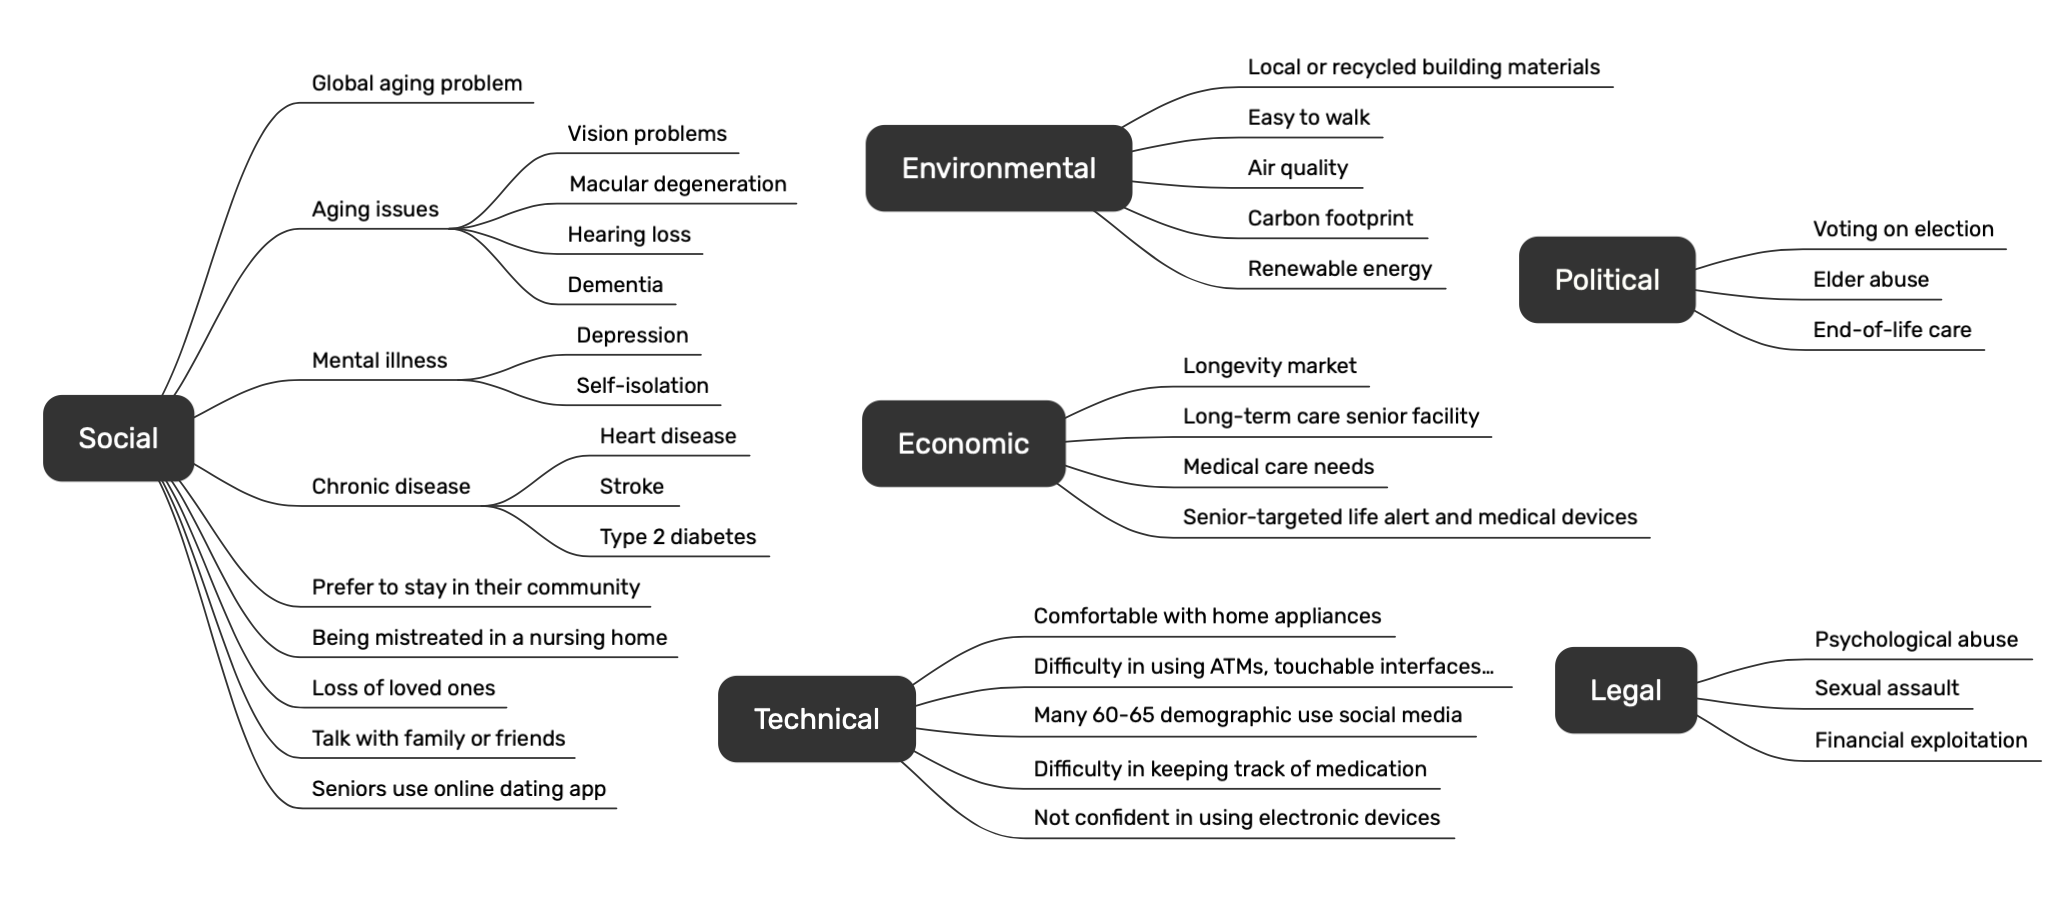 Social
Global aging problem
Aging issues
Vision problems
Macular degeneration
Hearing loss
Dementia
Mental illness
Depression
Self-isolation
Chronic disease
Heart disease
Stroke
Type 2 diabetes
Prefer to stay in their community
Being mistreated in a nursing home
Loss of loved ones
Talk with family or friends
Seniors use online dating app
Environmental
Local or recycled building materials
Easy to walk
Air quality
Carbon footprint
Renewable energy
Political
Voting on election
Elder abuse
End-of-life care
Economic
Longevity market
Long-term care senior facility
Medical care needs
Senior-targeted life alert and medical devices
Technical
Comfortable with home appliances
Difficulty in using ATMs, touchable interfaces...
Many 60-65 demographic use social media
Difficulty in keeping track of medication
Not confident in using electronic devices
Legal
Psychological abuse
Sexual assault
Financial exploitation